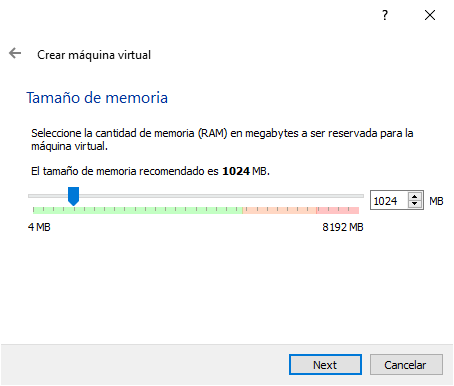 ?
Crear máquina virtual
Tamaño de memoria
Seleccione la cantidad de memoria (RAM) en megabytes a ser reservada para la
máquina virtual.
El tamaño de memoria recomendado es 1024 MB.
1024 MB
4 MB 8192 MB
Next Cancelar